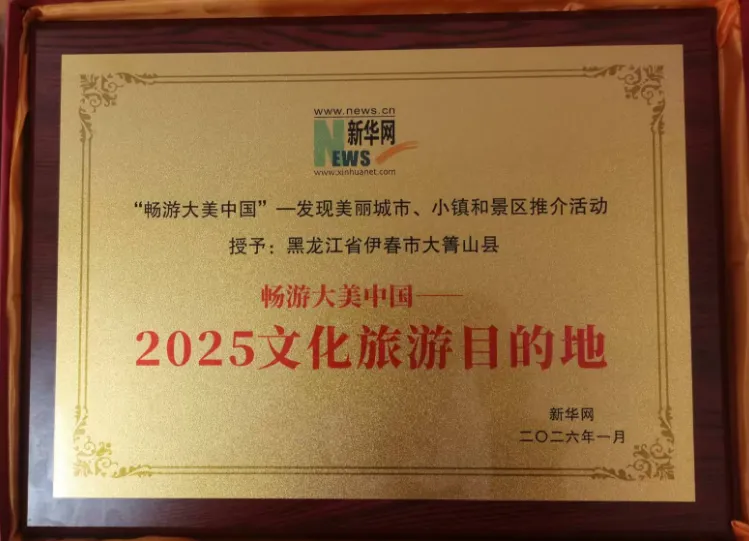 www.news.cn
新华网
NEWS
www.xinhuanet.com
“畅游大美中国”—发现美丽城市、小镇和景区推介活动
授予：黑龙江省伊春市大箐山县
畅游大美中国——
2025文化旅游目的地
新华网
二〇二六年一月